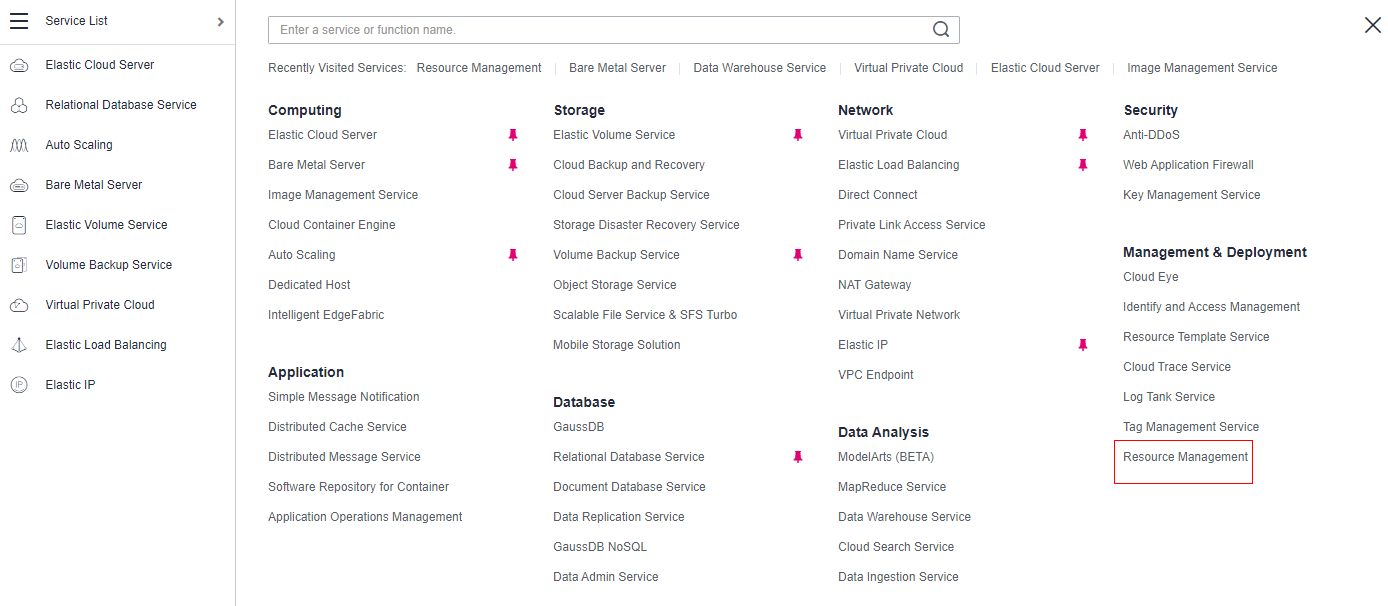 Service List
Elastic Cloud Server
Relational Database Service
Auto Scaling
Bare Metal Server
Elastic Volume Service
Volume Backup Service
Virtual Private Cloud
Elastic Load Balancing
IP Elastic IP
Enter a service or function name.
Recently Visited Services: Resource Management | Bare Metal Server | Data Warehouse Service | Virtual Private Cloud | Elastic Cloud Server | Image Management Service
Computing
Elastic Cloud Server
Bare Metal Server
Image Management Service
Cloud Container Engine
Auto Scaling
Dedicated Host
Intelligent EdgeFabric
Application
Simple Message Notification
Distributed Cache Service
Distributed Message Service
Software Repository for Container
Application Operations Management
Storage
Elastic Volume Service
Cloud Backup and Recovery
Cloud Server Backup Service
Storage Disaster Recovery Service
Volume Backup Service
Object Storage Service
Scalable File Service & SFS Turbo
Mobile Storage Solution
Database
GaussDB
Relational Database Service
Document Database Service
Data Replication Service
GaussDB NoSQL
Data Admin Service
Network
Virtual Private Cloud
Elastic Load Balancing
Direct Connect
Private Link Access Service
Domain Name Service
NAT Gateway
Virtual Private Network
Elastic IP
VPC Endpoint
Data Analysis
ModelArts (BETA)
MapReduce Service
Data Warehouse Service
Cloud Search Service
Data Ingestion Service
Security
Anti-DDoS
Web Application Firewall
Key Management Service
Management & Deployment
Cloud Eye
Identify and Access Management
Resource Template Service
Cloud Trace Service
Log Tank Service
Tag Management Service
Resource Management